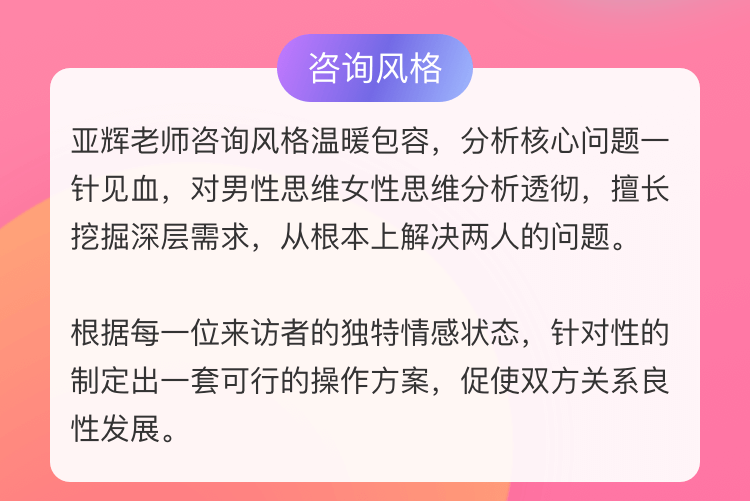 咨询风格
亚辉老师咨询风格温暖包容，分析核心问题一
针见血，对男性思维女性思维分析透彻，擅长
挖掘深层需求，从根本上解决两人的问题。
根据每一位来访者的独特情感状态，针对性的
制定出一套可行的操作方案，促使双方关系良
性发展。